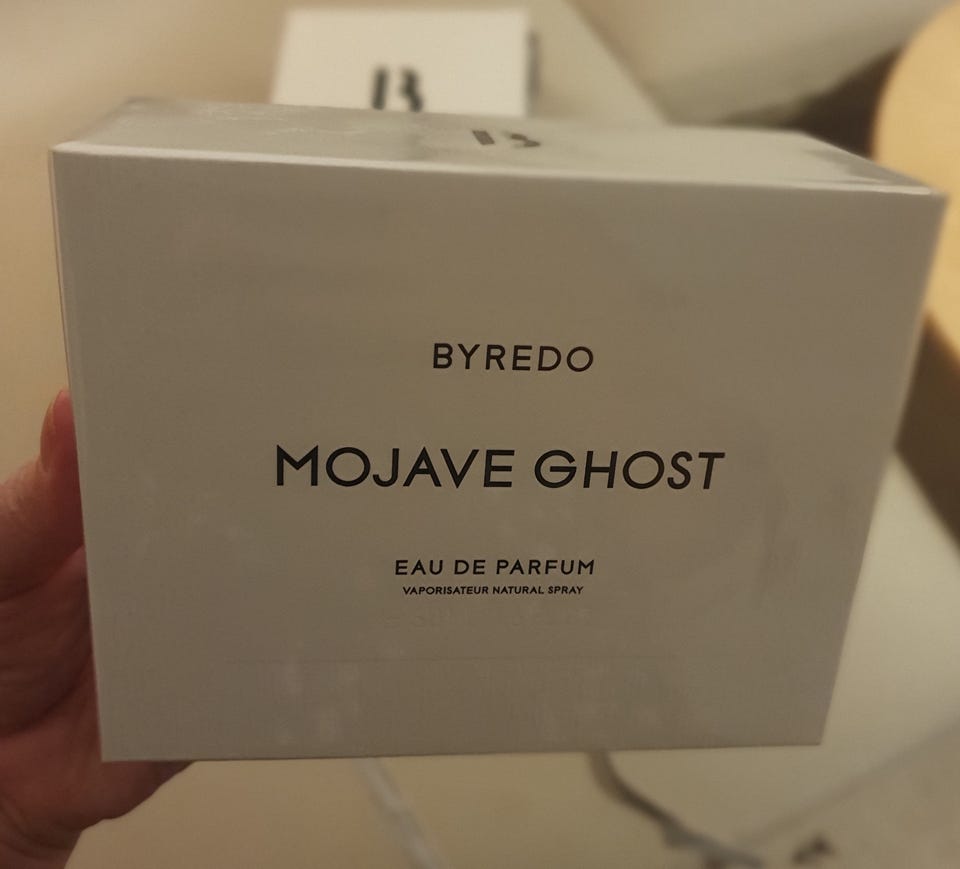 B
B
BYREDO
MOJAVE GHOST
EAU DE PARFUM
VAPORISATEUR NATURAL SPRAY